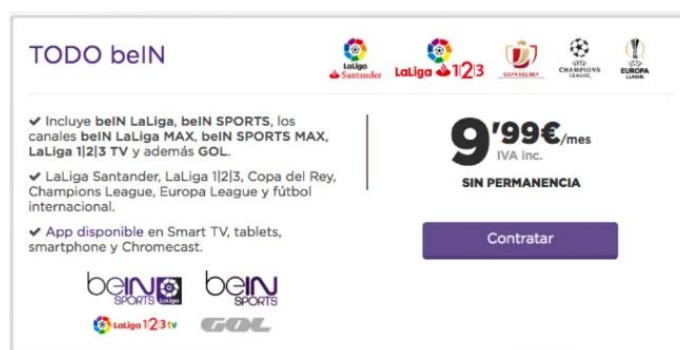 TODO beIN
LaLiga
Santander
LaLiga 1|2|3
COPA DEL REY
CHAMPIONS
LEAGUE
EUROPA
LEAGUE
✔ Incluye beIN LaLiga, beIN SPORTS, los
canales beIN LaLiga MAX, beIN SPORTS MAX,
LaLiga 1|2|3 TV y además GOL.
✔ LaLiga Santander, LaLiga 1|2|3, Copa del Rey,
Champions League, Europa League y fútbol
internacional.
✔ App disponible en Smart TV, tablets,
smartphone y Chromecast.
9'99€/mes
IVA inc.
SIN PERMANENCIA
Contratar
beIN
SPORTS LaLiga
beIN
SPORTS
LaLiga 1|2|3 tv
GOL